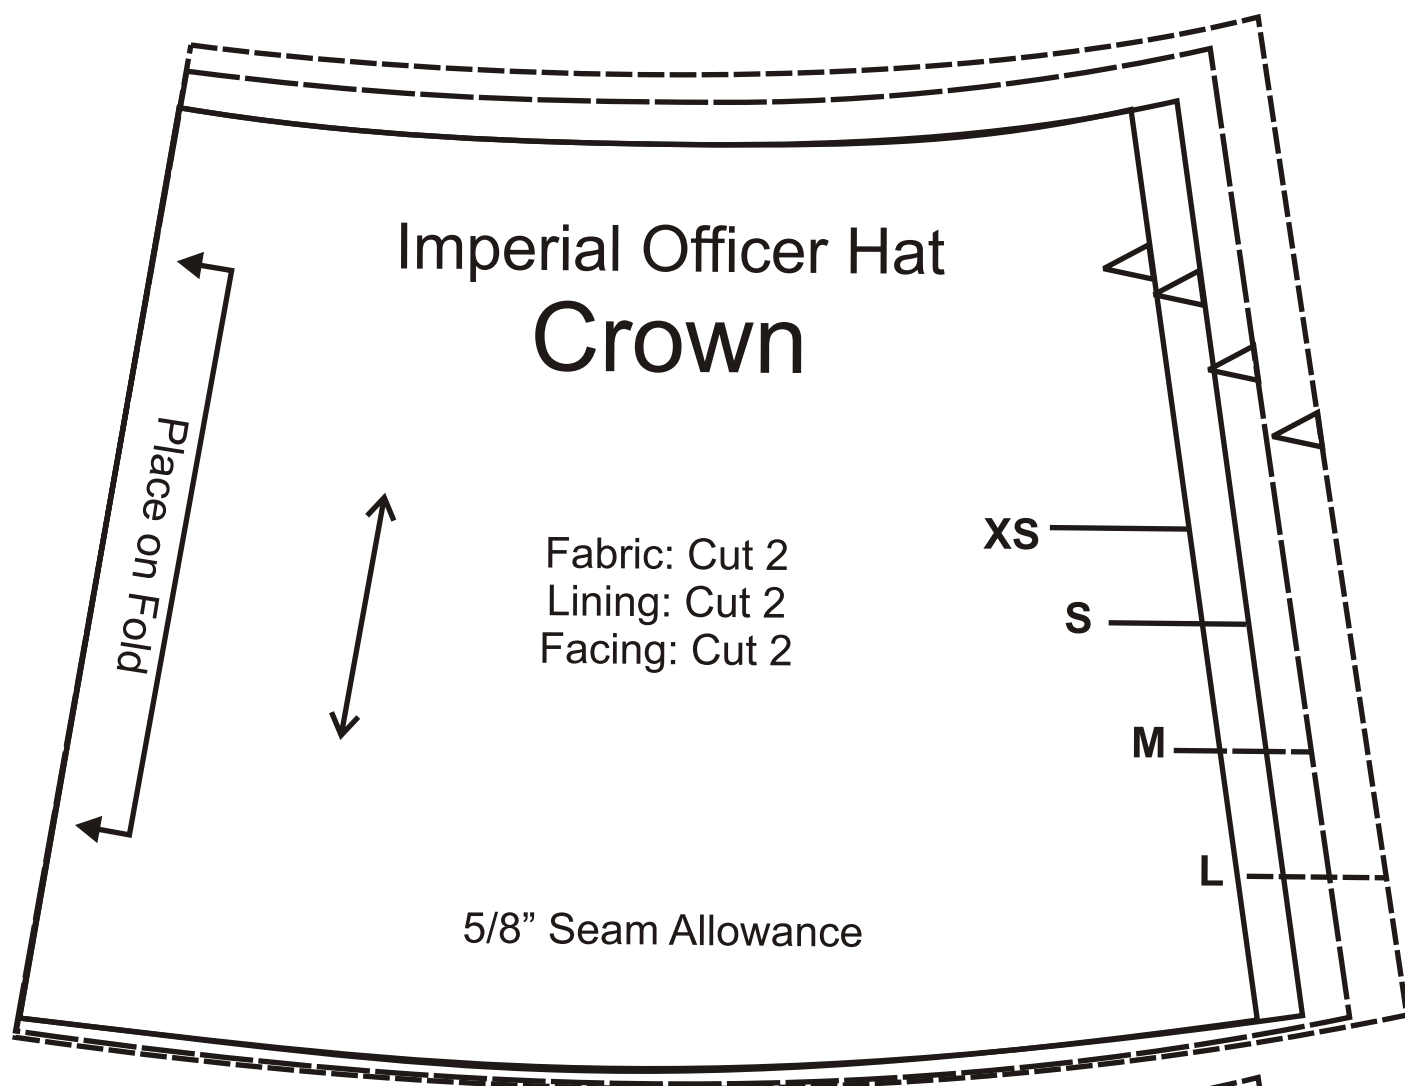 Imperial Officer Hat
Crown
Place on Fold
Fabric: Cut 2
Lining: Cut 2
Facing: Cut 2
XS
S
M
L
5/8” Seam Allowance